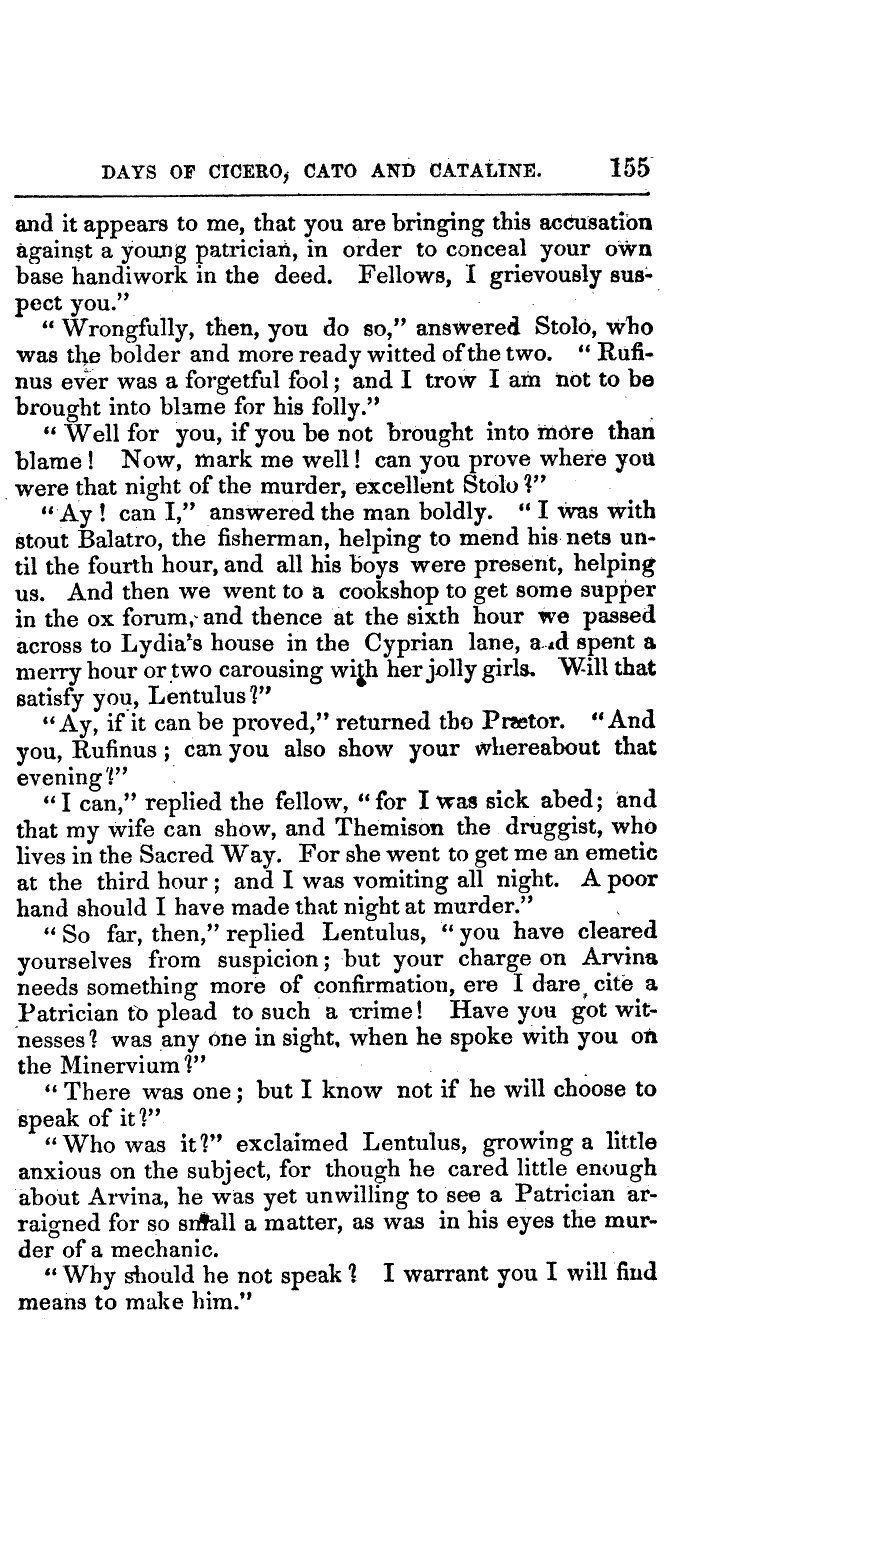 DAYS OF CICERO, CATO AND CATALINE. 155
and it appears to me, that you are bringing this accusation
against a young patrician, in order to conceal your own
base handiwork in the deed. Fellows, I grievously sus-
pect you.”
“ Wrongfully, then, you do so,” answered Stolo, who
was the bolder and more ready witted of the two. “ Rufi-
nus ever was a forgetful fool ; and I trow I am not to be
brought into blame for his folly.”
“ Well for you, if you be not brought into more than
blame ! Now, mark me well ! can you prove where you
were that night of the murder, excellent Stolo ?”
“ Ay ! can I,” answered the man boldly. “ I was with
stout Balatro, the fisherman, helping to mend his nets un-
til the fourth hour, and all his boys were present, helping
us. And then we went to a cookshop to get some supper
in the ox forum, and thence at the sixth hour we passed
across to Lydia’s house in the Cyprian lane, and spent a
merry hour or two carousing with her jolly girls. Will that
satisfy you, Lentulus ?”
“ Ay, if it can be proved,” returned the Prætor. “ And
you, Rufinus ; can you also show your whereabout that
evening ?”
“ I can,” replied the fellow, “ for I was sick abed ; and
that my wife can show, and Themison the druggist, who
lives in the Sacred Way. For she went to get me an emetic
at the third hour ; and I was vomiting all night. A poor
hand should I have made that night at murder.”
“ So far, then,” replied Lentulus, “ you have cleared
yourselves from suspicion ; but your charge on Arvina
needs something more of confirmation, ere I dare cite a
Patrician to plead to such a crime ! Have you got wit-
nesses ? was any one in sight, when he spoke with you on
the Minervium ?”
“ There was one ; but I know not if he will choose to
speak of it ?”
“ Who was it ?” exclaimed Lentulus, growing a little
anxious on the subject, for though he cared little enough
about Arvina, he was yet unwilling to see a Patrician ar-
raigned for so small a matter, as was in his eyes the mur-
der of a mechanic.
“ Why should he not speak ? I warrant you I will find
means to make him.”